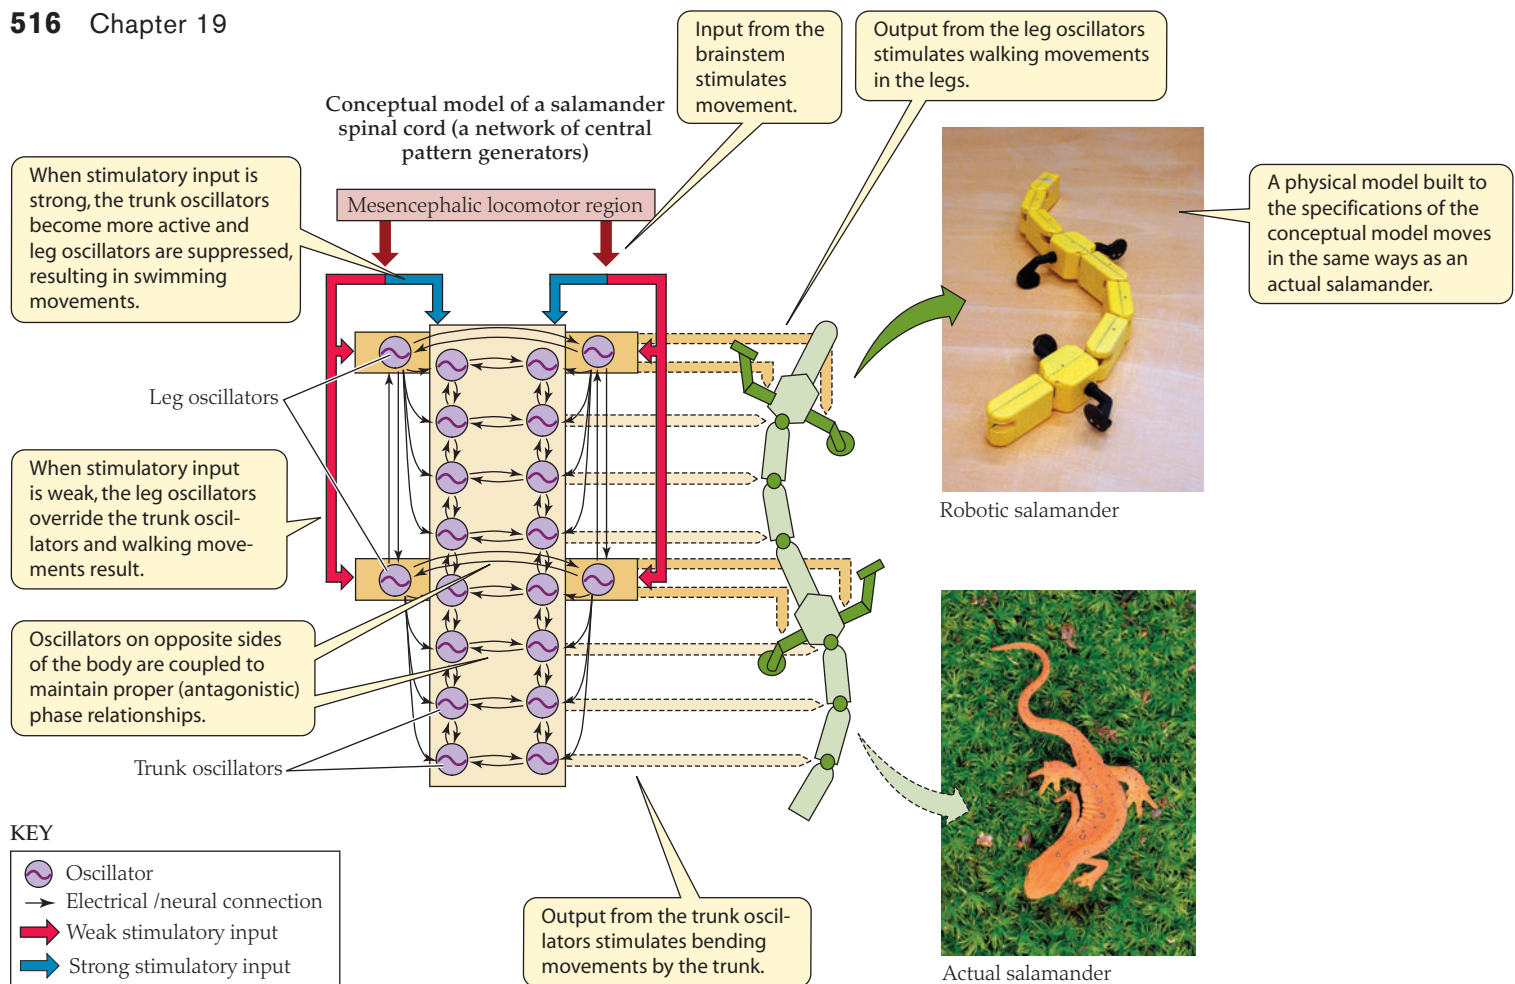 516 Chapter 19
Input from the
brainstem
stimulates
movement.
Output from the leg oscillators
stimulates walking movements
in the legs.
Conceptual model of a salamander
spinal cord (a network of central
pattern generators)
When stimulatory input is
strong, the trunk oscillators
become more active and
leg oscillators are suppressed,
resulting in swimming
movements.
Mesencephalic locomotor region
A physical model built to
the specifications of the
conceptual model moves
in the same ways as an
actual salamander.
Leg oscillators
When stimulatory input
is weak, the leg oscillators
override the trunk oscil-
lators and walking move-
ments result.
Robotic salamander
Oscillators on opposite sides
of the body are coupled to
maintain proper (antagonistic)
phase relationships.
Trunk oscillators
KEY
Oscillator
Electrical /neural connection
Weak stimulatory input
Strong stimulatory input
Output from the trunk oscil-
lators stimulates bending
movements by the trunk.
Actual salamander